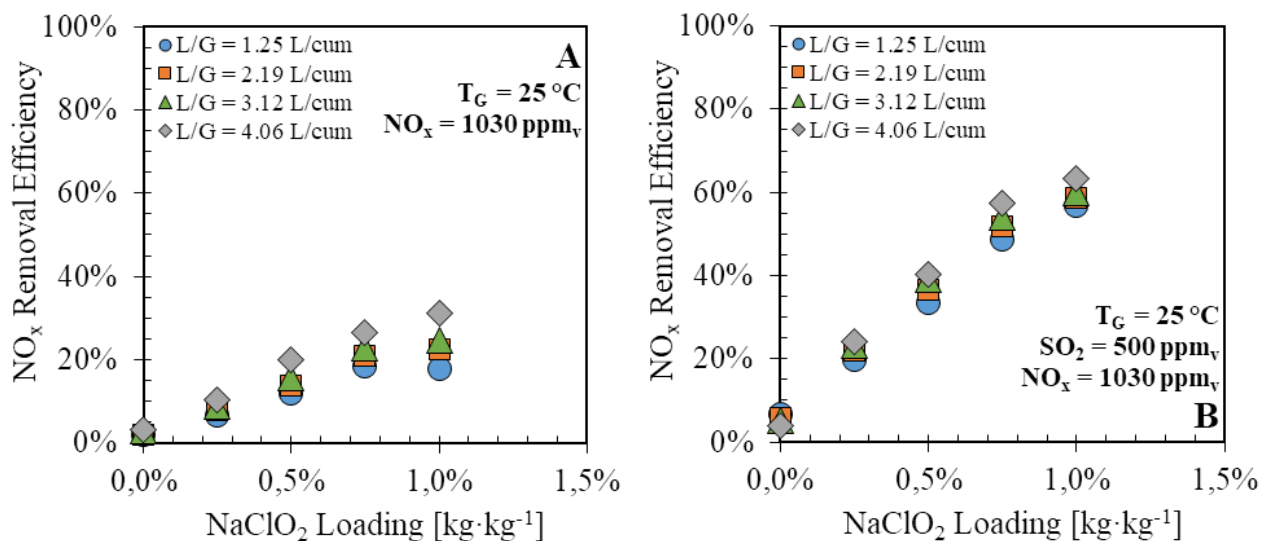 NOx Removal Efficiency
100%
80%
60%
40%
20%
0%
L/G = 1.25 L/cum
L/G = 2.19 L/cum
L/G = 3.12 L/cum
L/G = 4.06 L/cum
A
TG = 25 °C
NOx = 1030 ppmv
0,0%
0,5%
1,0%
1,5%
NaClO2 Loading [kg·kg-1]
NOx Removal Efficiency
100%
80%
60%
40%
20%
0%
L/G = 1.25 L/cum
L/G = 2.19 L/cum
L/G = 3.12 L/cum
L/G = 4.06 L/cum
TG = 25 °C
SO2 = 500 ppmv
NOx = 1030 ppmv
B
0,0%
0,5%
1,0%
1,5%
NaClO2 Loading [kg·kg-1]